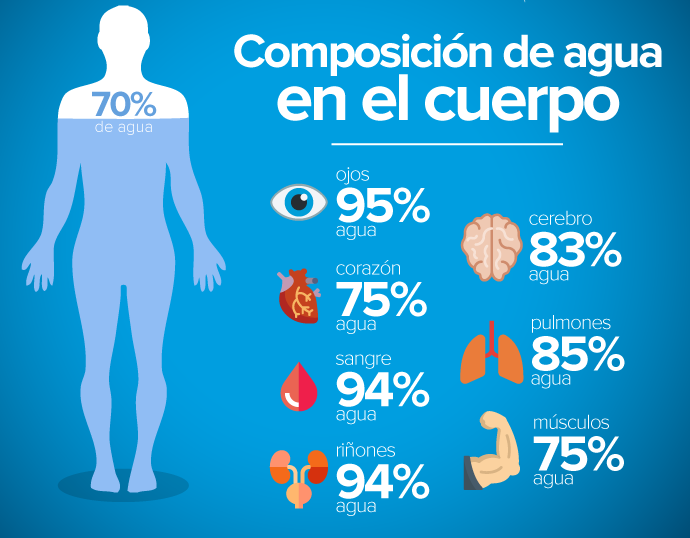 Composición de agua
en el cuerpo
70%
de agua
ojos
95%
agua
corazón
75%
agua
sangre
94%
agua
riñones
94%
agua
cerebro
83%
agua
pulmones
85%
agua
músculos
75%
agua